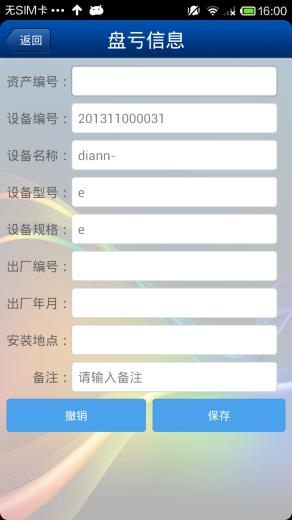 无SIM卡 ••• 16:00
返回 盘亏信息
资产编号：
设备编号： 201311000031
设备名称： diann-
设备型号： e
设备规格： e
出厂编号：
出厂年月：
安装地点：
备注： 请输入备注
撤销 保存